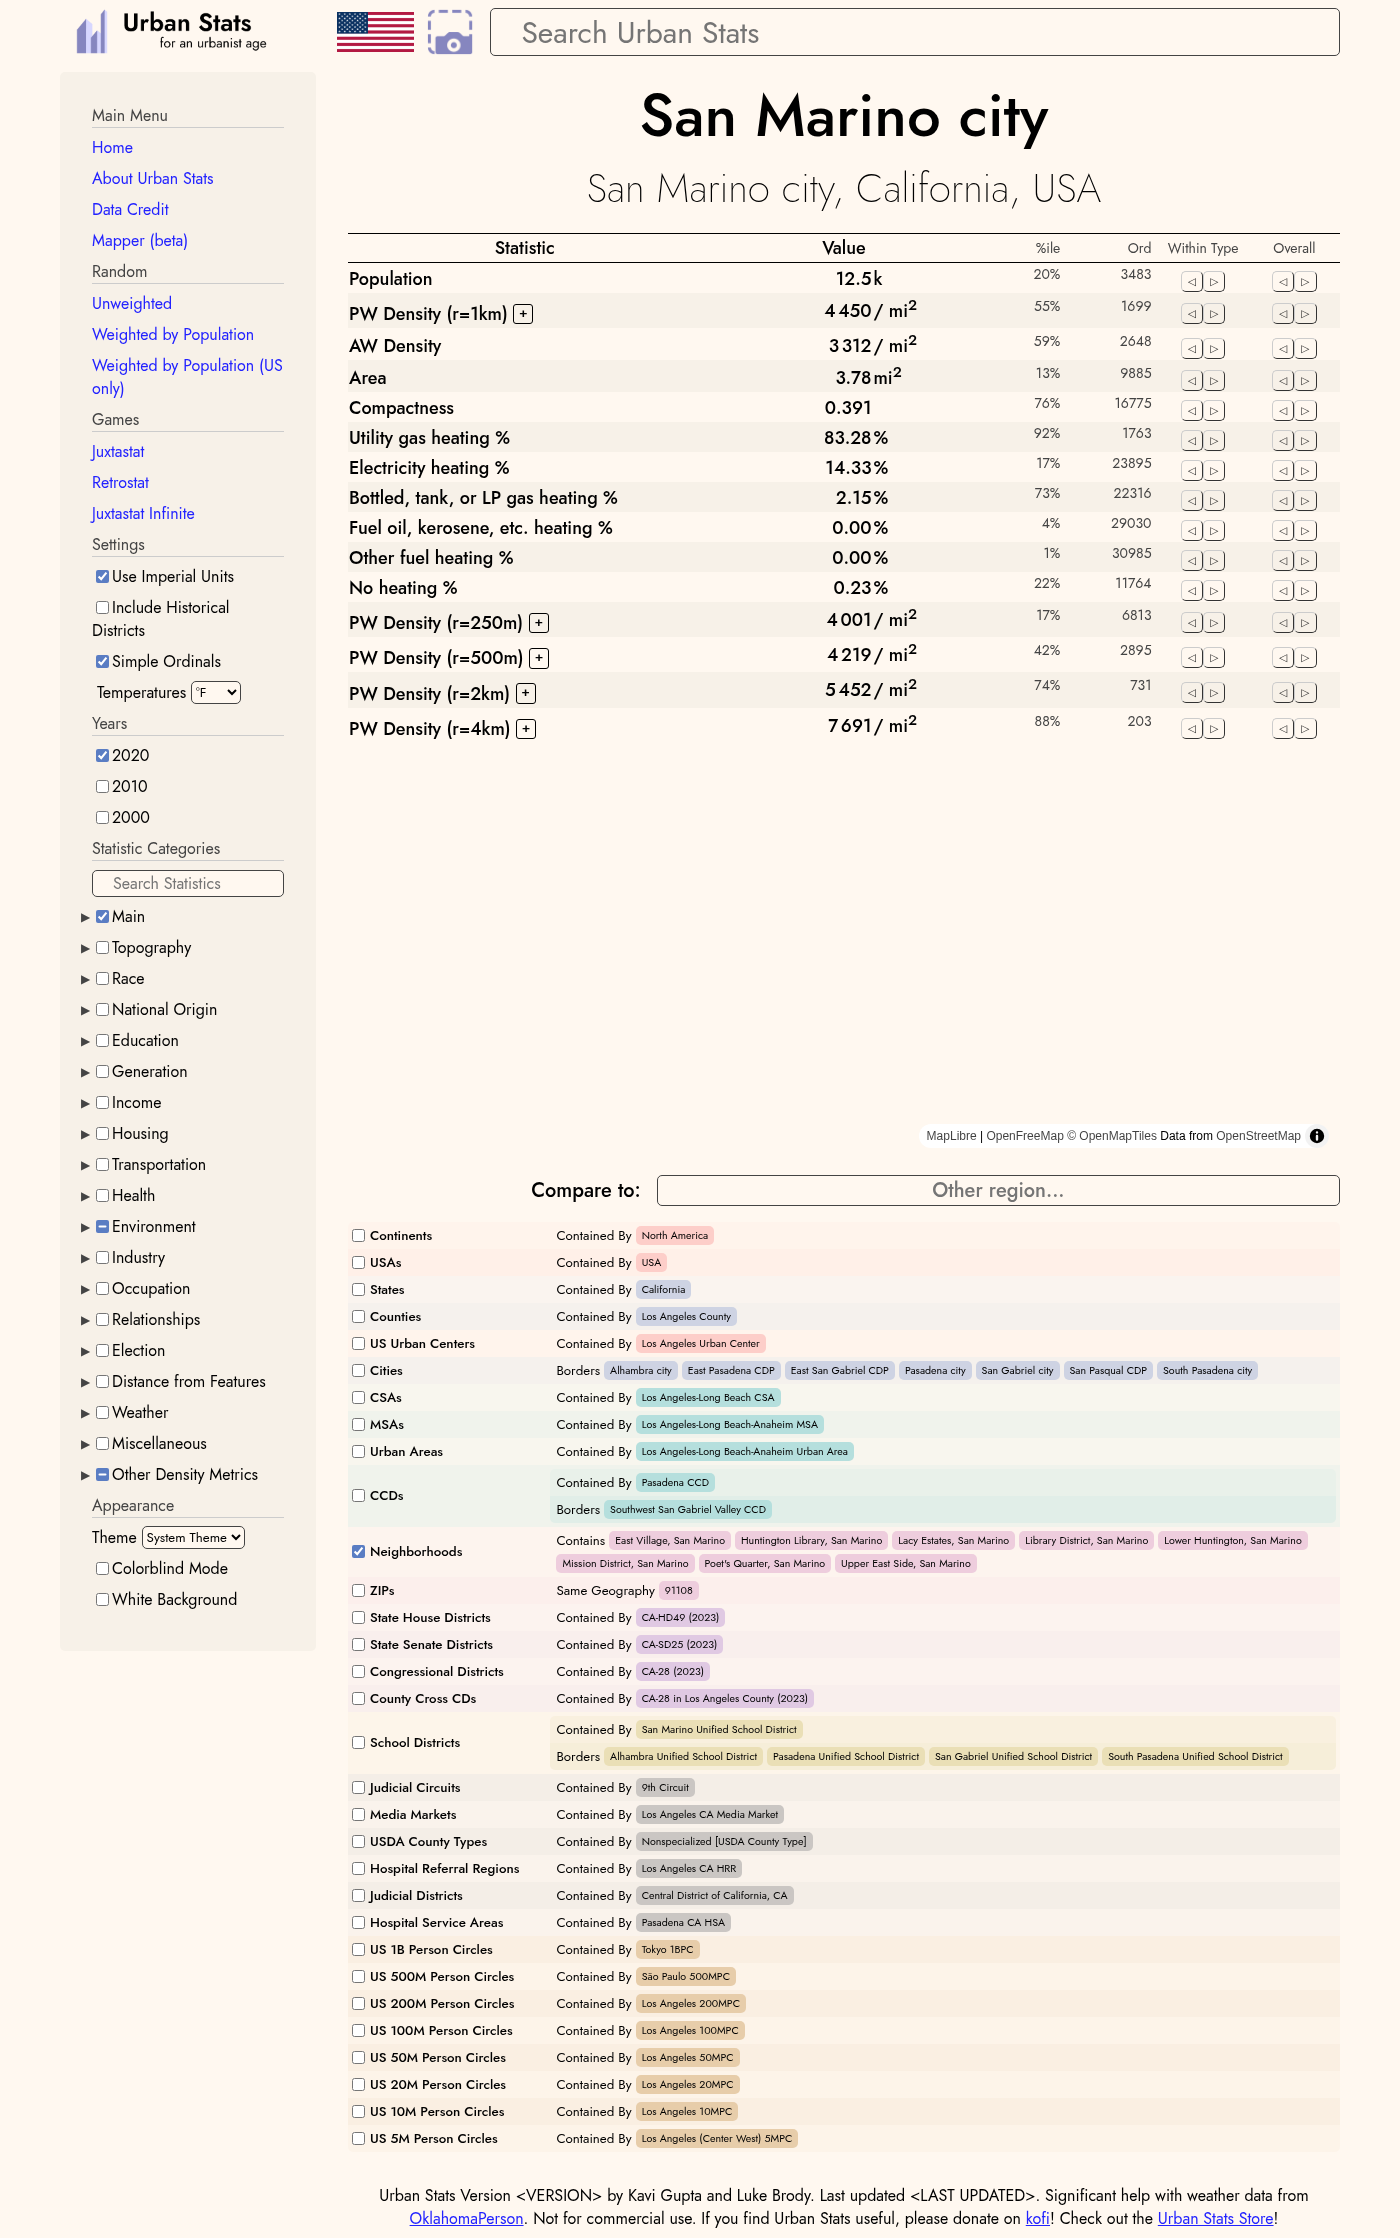 Urban Stats
for an urbanist age
Search Urban Stats
Main Menu
Home
About Urban Stats
Data Credit
Mapper (beta)
Random
Unweighted
Weighted by Population
Weighted by Population (US
only)
Games
Juxtastat
Retrostat
Juxtastat Infinite
Settings
Use Imperial Units
Include Historical
Districts
Simple Ordinals
Temperatures °F
Years
2020
2010
2000
Statistic Categories
Search Statistics
Main
Topography
Race
National Origin
Education
Generation
Income
Housing
Transportation
Health
Environment
Industry
Occupation
Relationships
Election
Distance from Features
Weather
Miscellaneous
Other Density Metrics
Appearance
Theme System Theme
Colorblind Mode
White Background
San Marino city
San Marino city, California, USA
Statistic Value %ile Ord Within Type Overall
Population 12.5k 20% 3483
PW Density (r=1km) + 4 450 / mi² 55% 1699
AW Density 3 312 / mi² 59% 2648
Area 3.78 mi² 13% 9885
Compactness 0.391 76% 16775
Utility gas heating % 83.28% 92% 1763
Electricity heating % 14.33% 17% 23895
Bottled, tank, or LP gas heating % 2.15% 73% 22316
Fuel oil, kerosene, etc. heating % 0.00% 4% 29030
Other fuel heating % 0.00% 1% 30985
No heating % 0.23% 22% 11764
PW Density (r=250m) + 4 001 / mi² 17% 6813
PW Density (r=500m) + 4 219 / mi² 42% 2895
PW Density (r=2km) + 5 452 / mi² 74% 731
PW Density (r=4km) + 7 691 / mi² 88% 203
MapLibre | OpenFreeMap © OpenMapTiles Data from OpenStreetMap
Compare to: Other region...
Continents Contained By North America
USAs Contained By USA
States Contained By California
Counties Contained By Los Angeles County
US Urban Centers Contained By Los Angeles Urban Center
Cities Borders Alhambra city East Pasadena CDP East San Gabriel CDP Pasadena city San Gabriel city San Pasqual CDP South Pasadena city
CSAs Contained By Los Angeles-Long Beach CSA
MSAs Contained By Los Angeles-Long Beach-Anaheim MSA
Urban Areas Contained By Los Angeles-Long Beach-Anaheim Urban Area
CCDs Contained By Pasadena CCD
Borders Southwest San Gabriel Valley CCD
Neighborhoods Contains East Village, San Marino Huntington Library, San Marino Lacy Estates, San Marino Library District, San Marino Lower Huntington, San Marino
Mission District, San Marino Poet's Quarter, San Marino Upper East Side, San Marino
ZIPs Same Geography 91108
State House Districts Contained By CA-HD49 (2023)
State Senate Districts Contained By CA-SD25 (2023)
Congressional Districts Contained By CA-28 (2023)
County Cross CDs Contained By CA-28 in Los Angeles County (2023)
School Districts Contained By San Marino Unified School District
Borders Alhambra Unified School District Pasadena Unified School District San Gabriel Unified School District South Pasadena Unified School District
Judicial Circuits Contained By 9th Circuit
Media Markets Contained By Los Angeles CA Media Market
USDA County Types Contained By Nonspecialized [USDA County Type]
Hospital Referral Regions Contained By Los Angeles CA HRR
Judicial Districts Contained By Central District of California, CA
Hospital Service Areas Contained By Pasadena CA HSA
US 1B Person Circles Contained By Tokyo 1BPC
US 500M Person Circles Contained By São Paulo 500MPC
US 200M Person Circles Contained By Los Angeles 200MPC
US 100M Person Circles Contained By Los Angeles 100MPC
US 50M Person Circles Contained By Los Angeles 50MPC
US 20M Person Circles Contained By Los Angeles 20MPC
US 10M Person Circles Contained By Los Angeles 10MPC
US 5M Person Circles Contained By Los Angeles (Center West) 5MPC
Urban Stats Version <VERSION> by Kavi Gupta and Luke Brody. Last updated <LAST UPDATED>. Significant help with weather data from
OklahomaPerson. Not for commercial use. If you find Urban Stats useful, please donate on kofi! Check out the Urban Stats Store!